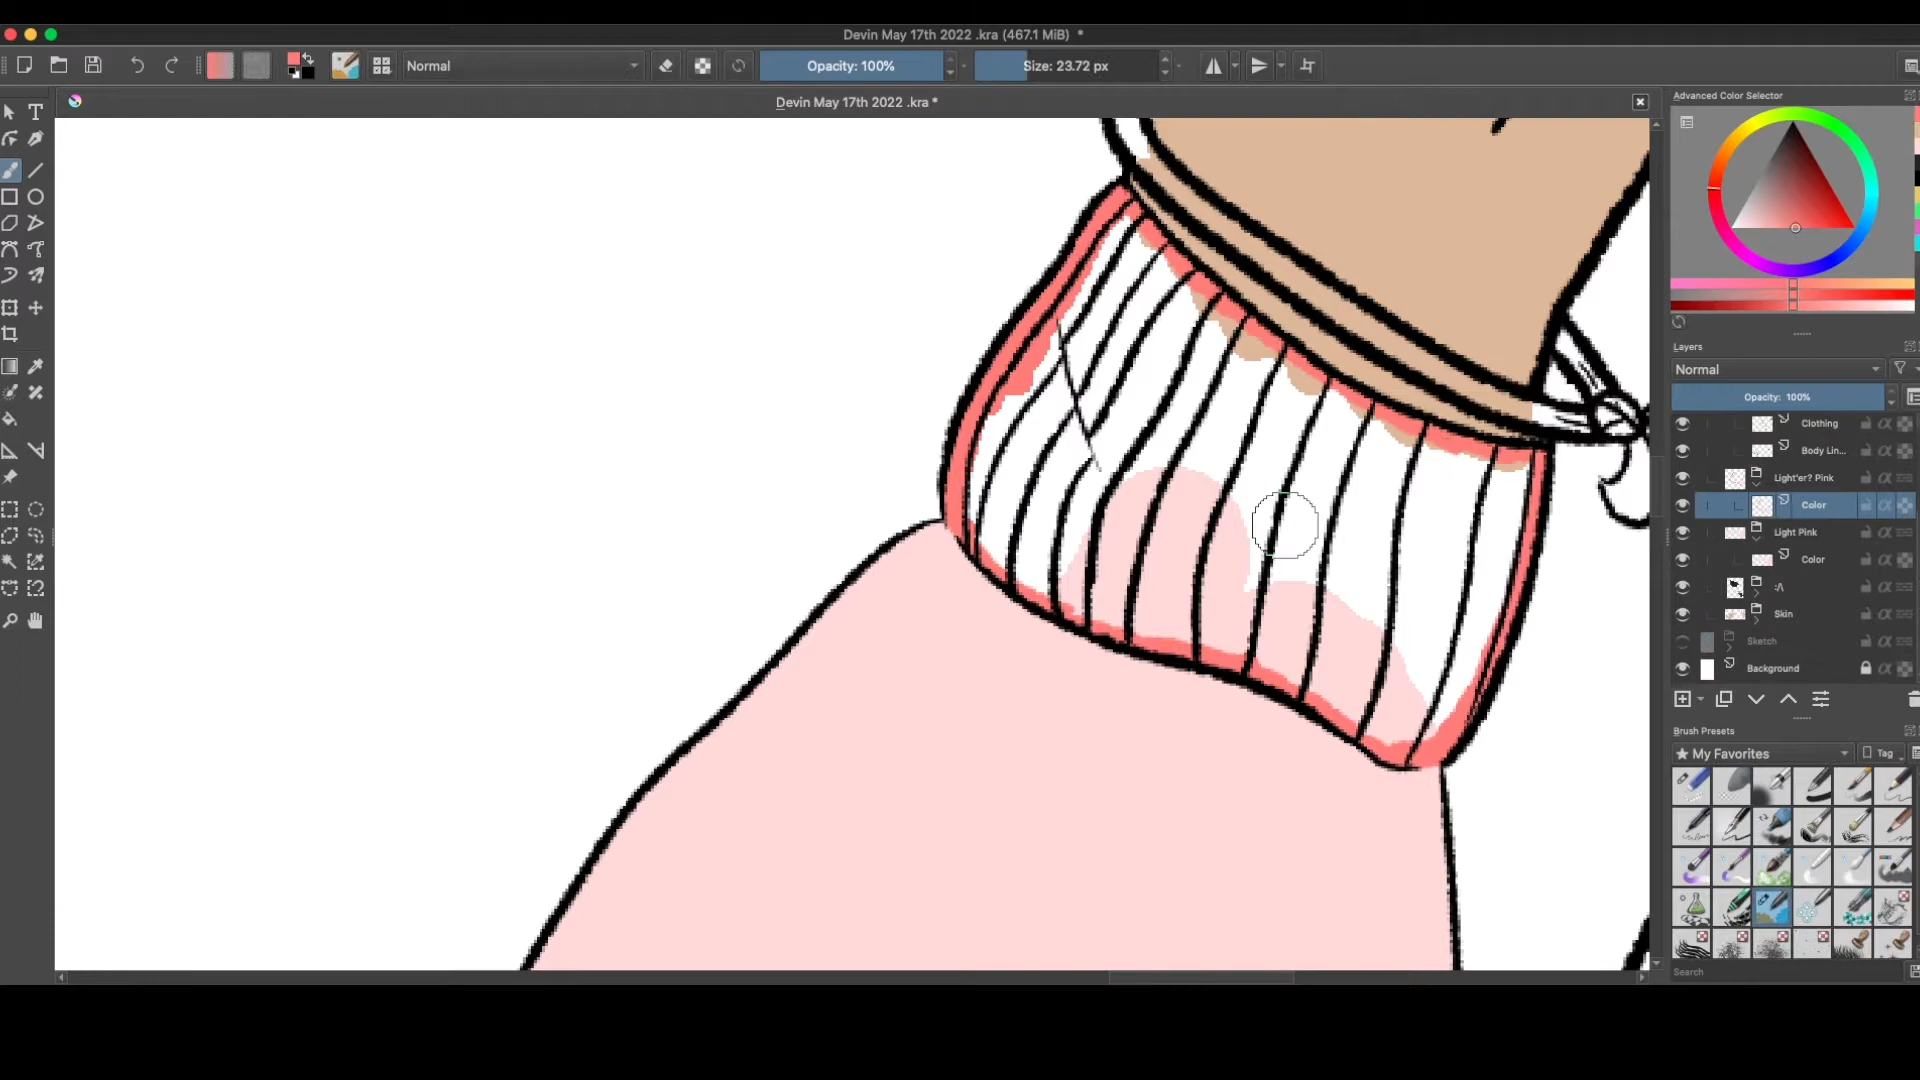 Devin May 17th 2022 .kra (467.1 MiB) *
Normal
Opacity: 100%
Size: 23.72 px
Devin May 17th 2022 .kra *
Advanced Color Selector
Layers
Normal
Opacity: 100%
Clothing
Body Lin...
Light'er? Pink
Color
Light Pink
Color
:A
Skin
Sketch
Background
Brush Presets
★ My Favorites
Tag
Search